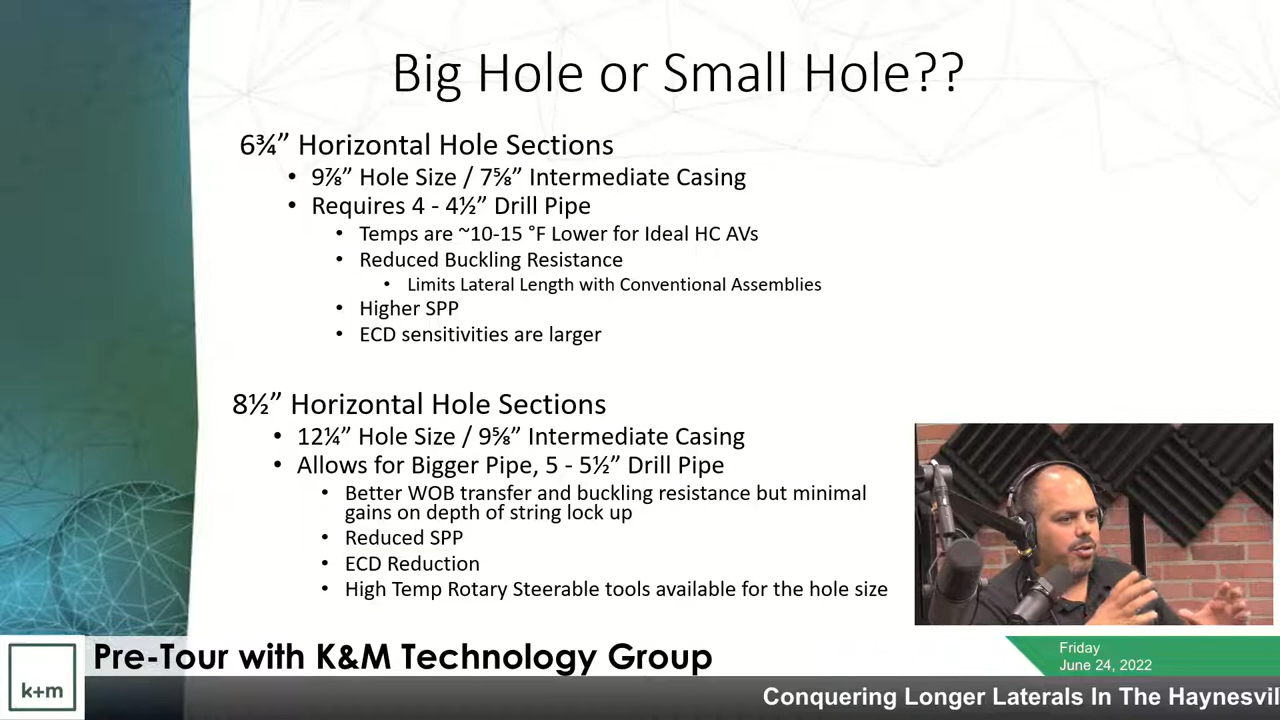 Big Hole or Small Hole??
6¾” Horizontal Hole Sections
• 9⅞” Hole Size / 7⅝” Intermediate Casing
• Requires 4 - 4½” Drill Pipe
• Temps are ~10-15 °F Lower for Ideal HC AVs
• Reduced Buckling Resistance
• Limits Lateral Length with Conventional Assemblies
• Higher SPP
• ECD sensitivities are larger
8½” Horizontal Hole Sections
• 12¼” Hole Size / 9⅝” Intermediate Casing
• Allows for Bigger Pipe, 5 - 5½” Drill Pipe
• Better WOB transfer and buckling resistance but minimal
gains on depth of string lock up
• Reduced SPP
• ECD Reduction
• High Temp Rotary Steerable tools available for the hole size
k+m
Pre-Tour with K&M Technology Group
Friday
June 24, 2022
Conquering Longer Laterals In The Haynesvil